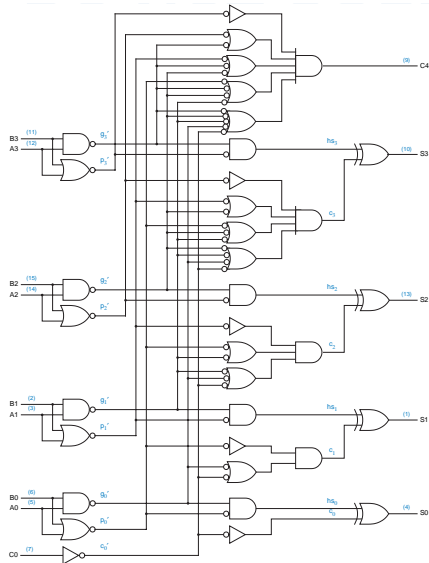 (9) C4
B3 (11) g3' hs3 (10) S3
A3 (12)
p3'
c3
B2 (15) g2' hs2 (13) S2
A2 (14)
p2'
c2
B1 (2) g1' hs1 (1) S1
A1 (3)
p1'
c1
B0 (6) g0' hs0 (4) S0
A0 (5) c0
p0'
C0 (7) c0'